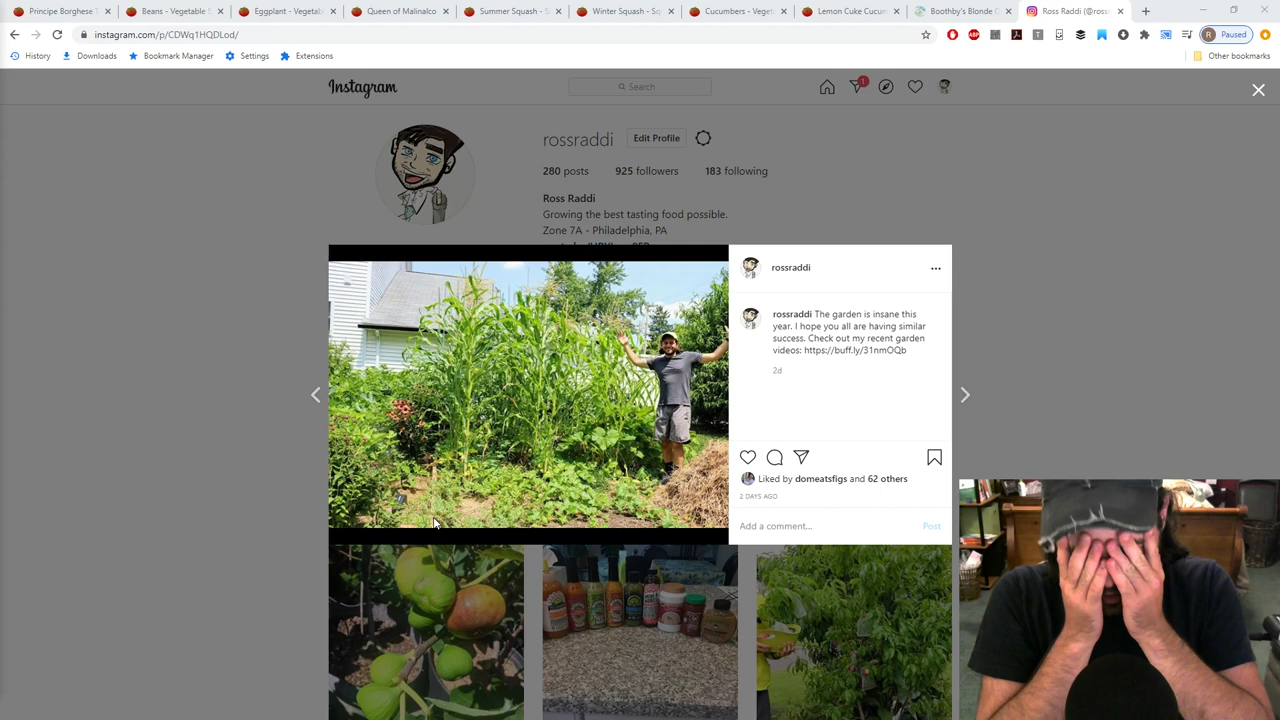 Principe Borghese T
Beans - Vegetable S
Eggplant - Vegetab
Queen of Malinalco
Summer Squash - S
Winter Squash - Sq
Cucumbers - Veget
Lemon Cuke Cucum
Boothby's Blonde C
Ross Raddi (@ross
instagram.com/p/CDWq1HQDLod/
ABP
T
R Paused
History
Downloads
Bookmark Manager
Settings
Extensions
Other bookmarks
Instagram
Search
1
rossraddi
Edit Profile
280 posts
925 followers
183 following
Ross Raddi
Growing the best tasting food possible.
Zone 7A - Philadelphia, PA
rossraddi
rossraddi The garden is insane this
year. I hope you all are having similar
success. Check out my recent garden
videos: https://buff.ly/31nmOQb
2d
Liked by domeatsfigs and 62 others
2 DAYS AGO
Add a comment...
Post